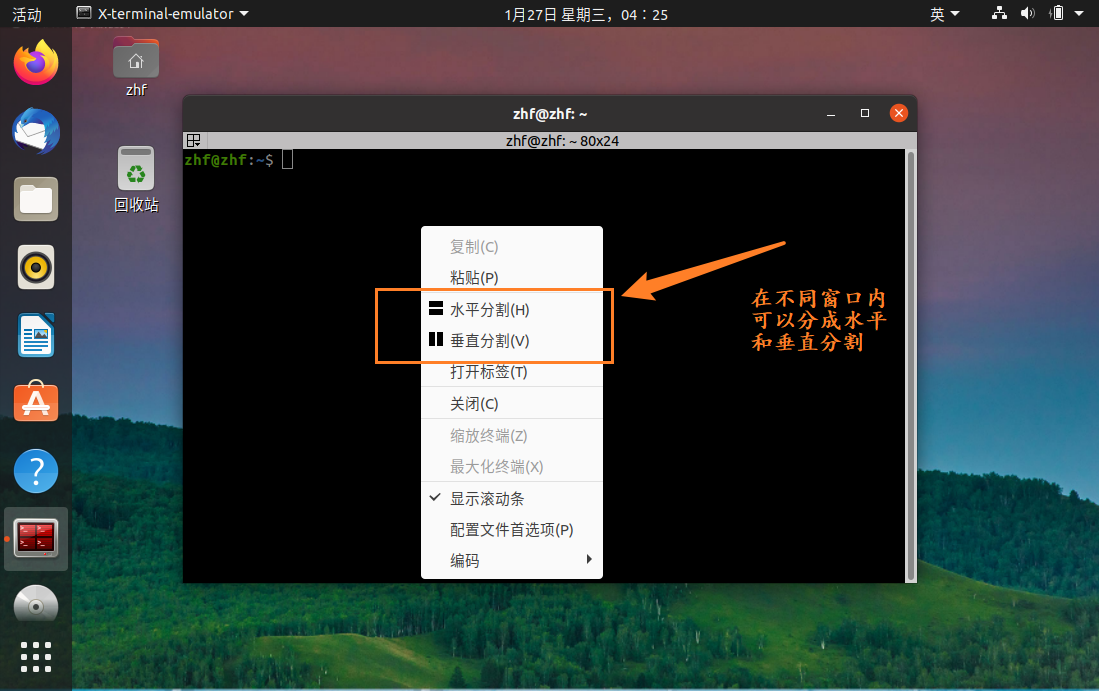 活动
X-terminal-emulator
1月27日 星期三，04：25
英
zhf
回收站
zhf@zhf: ~
zhf@zhf: ~ 80x24
zhf@zhf:~$
复制(C)
粘贴(P)
水平分割(H)
垂直分割(V)
打开标签(T)
关闭(C)
缩放终端(Z)
最大化终端(X)
显示滚动条
配置文件首选项(P)
编码
在不同窗口内
可以分成水平
和垂直分割